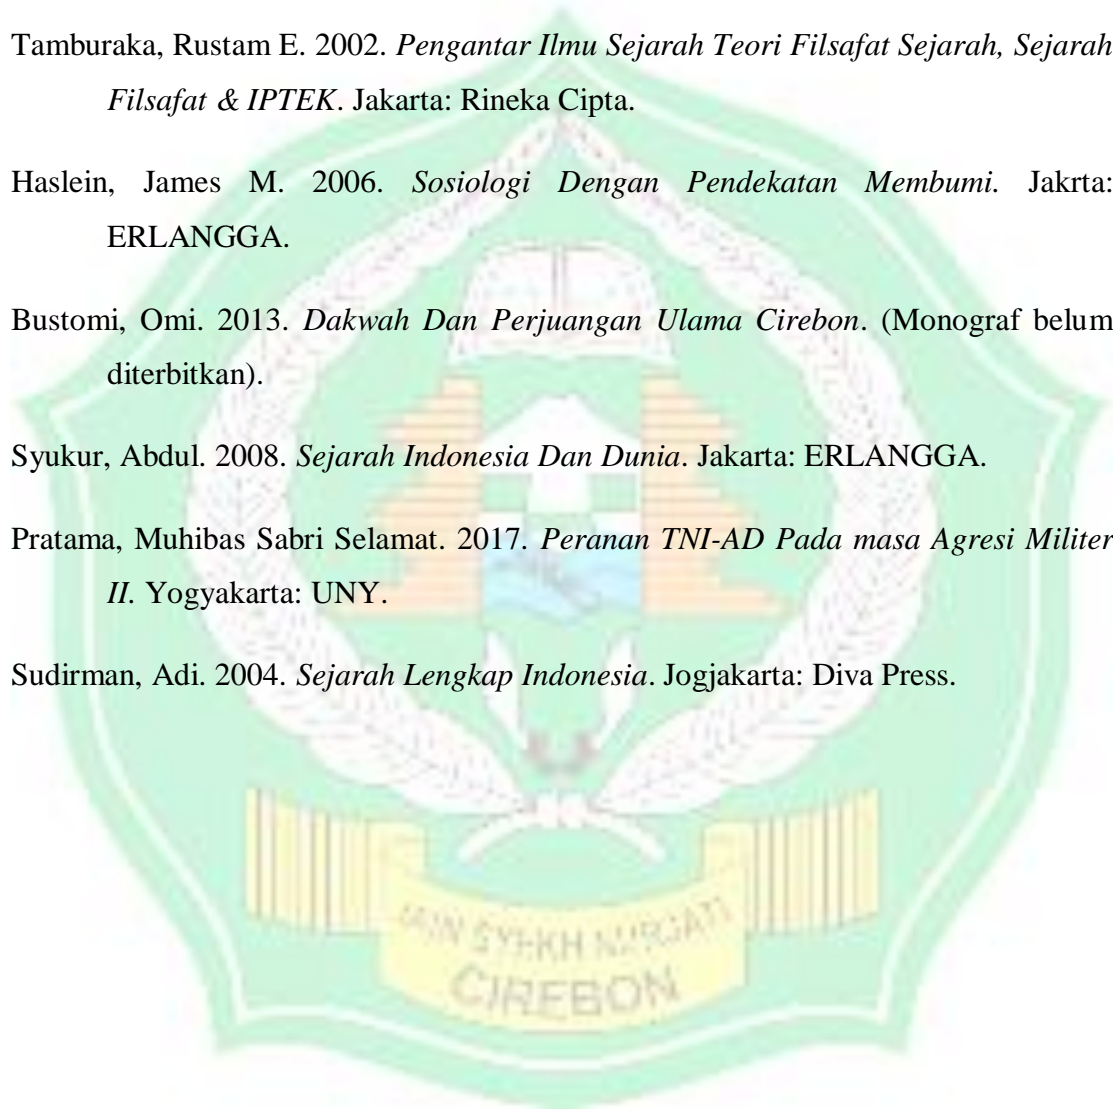 Tamburaka, Rustam E. 2002. Pengantar Ilmu Sejarah Teori Filsafat Sejarah, Sejarah
Filsafat & IPTEK. Jakarta: Rineka Cipta.
Haslein, James M. 2006. Sosiologi Dengan Pendekatan Membumi. Jakrta:
ERLANGGA.
Bustomi, Omi. 2013. Dakwah Dan Perjuangan Ulama Cirebon. (Monograf belum
diterbitkan).
Syukur, Abdul. 2008. Sejarah Indonesia Dan Dunia. Jakarta: ERLANGGA.
Pratama, Muhibas Sabri Selamat. 2017. Peranan TNI-AD Pada masa Agresi Militer
II. Yogyakarta: UNY.
Sudirman, Adi. 2004. Sejarah Lengkap Indonesia. Jogjakarta: Diva Press.
IAIN SYEKH NURJATI
CIREBON